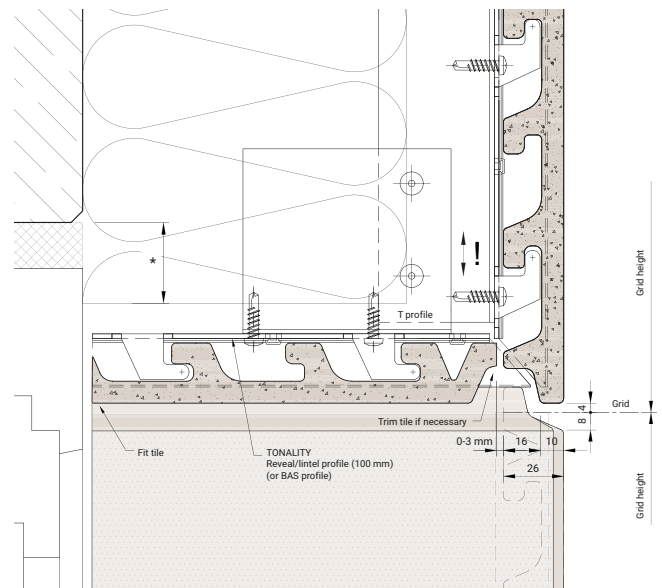 *
!
T profile
Grid height
Grid
4
8
Trim tile if necessary
0-3 mm
16
10
26
Fit tile
TONALITY
Reveal/lintel profile (100 mm)
(or BAS profile)
Grid height